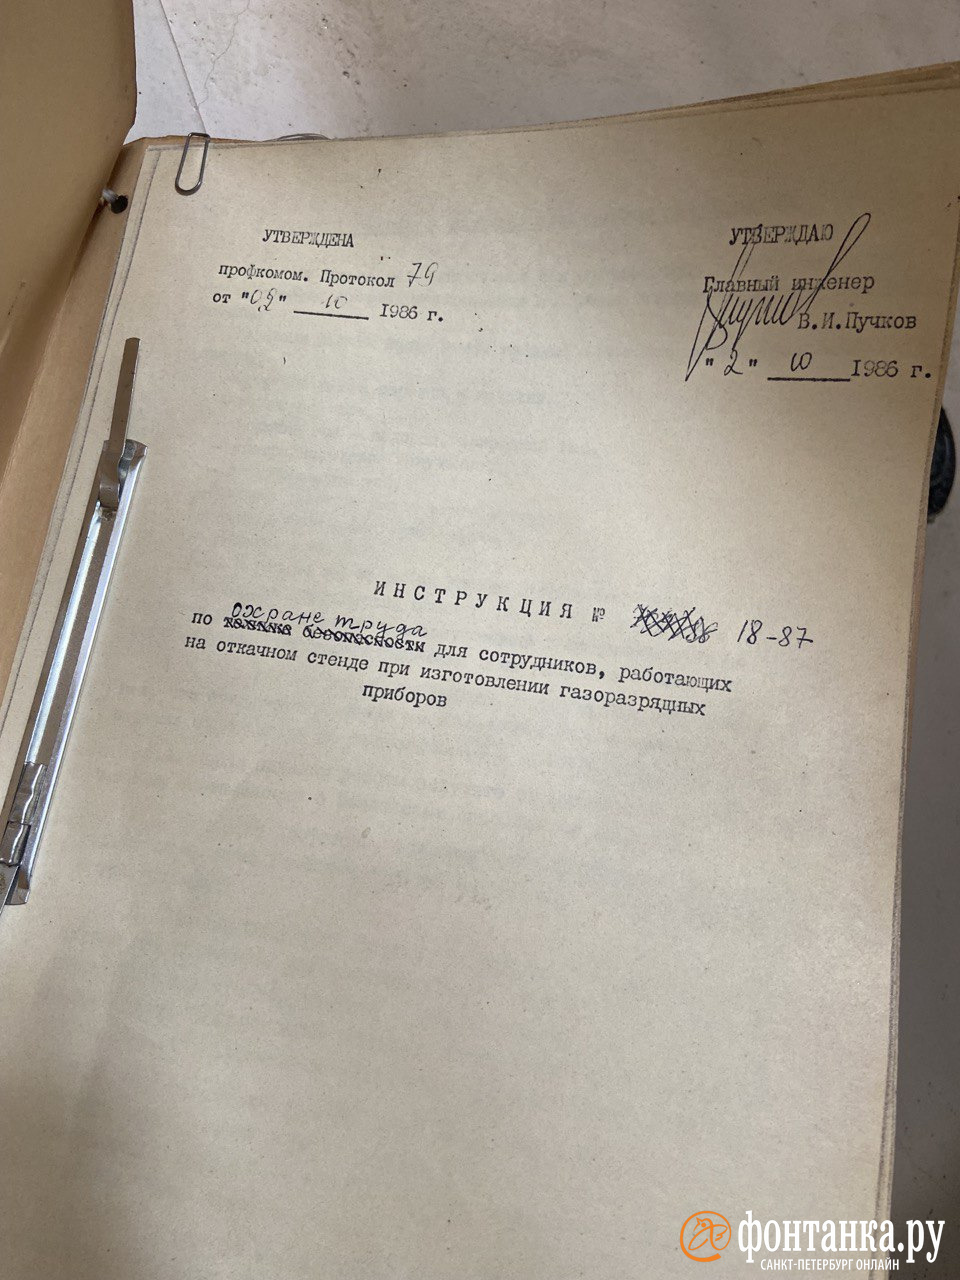 УТВЕРЖДЕНА
профкомом. Протокол 79
от "02" 10 1986 г.
УТВЕРЖДАЮ
Главный инженер
В.И.Пучков
"2" 10 1986 г.
ИНСТРУКЦИЯ № 18-87
охране труда
по технике безопасности для сотрудников, работающих
на откачном стенде при изготовлении газоразрядных
приборов
фонтанка.ру
САНКТ-ПЕТЕРБУРГ ОНЛАЙН